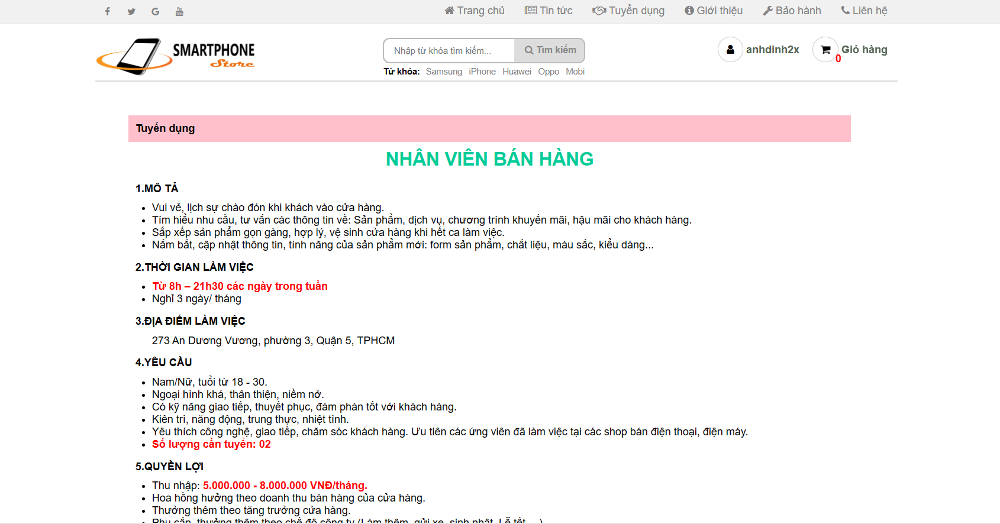 Trang chủ Tin tức Tuyển dụng Giới thiệu Bảo hành Liên hệ
SMARTPHONE
Store
Nhập từ khóa tìm kiếm... Tìm kiếm
anhdinh2x
0 Giỏ hàng
Từ khóa: Samsung iPhone Huawei Oppo Mobi
Tuyển dụng
NHÂN VIÊN BÁN HÀNG
1.MÔ TẢ
Vui vẻ, lịch sự chào đón khi khách vào cửa hàng.
Tìm hiểu nhu cầu, tư vấn các thông tin về: Sản phẩm, dịch vụ, chương trình khuyến mãi, hậu mãi cho khách hàng.
Sắp xếp sản phẩm gọn gàng, hợp lý, vệ sinh cửa hàng khi hết ca làm việc.
Nắm bắt, cập nhật thông tin, tính năng của sản phẩm mới: form sản phẩm, chất liệu, màu sắc, kiểu dáng...
2.THỜI GIAN LÀM VIỆC
Từ 8h – 21h30 các ngày trong tuần
Nghỉ 3 ngày/ tháng
3.ĐỊA ĐIỂM LÀM VIỆC
273 An Dương Vương, phường 3, Quận 5, TPHCM
4.YÊU CẦU
Nam/Nữ, tuổi từ 18 - 30.
Ngoại hình khá, thân thiện, niềm nở.
Có kỹ năng giao tiếp, thuyết phục, đàm phán tốt với khách hàng.
Kiên trì, năng động, trung thực, nhiệt tình.
Yêu thích công nghệ, giao tiếp, chăm sóc khách hàng. Ưu tiên các ứng viên đã làm việc tại các shop bán điện thoại, điện máy.
Số lượng cần tuyển: 02
5.QUYỀN LỢI
Thu nhập: 5.000.000 - 8.000.000 VNĐ/tháng.
Hoa hồng hưởng theo doanh thu bán hàng của cửa hàng.
Thưởng thêm theo tăng trưởng cửa hàng.
Phụ cấp, thưởng thêm theo chế độ công ty (Làm thêm, gửi xe, sinh nhật, Lễ tết,...)